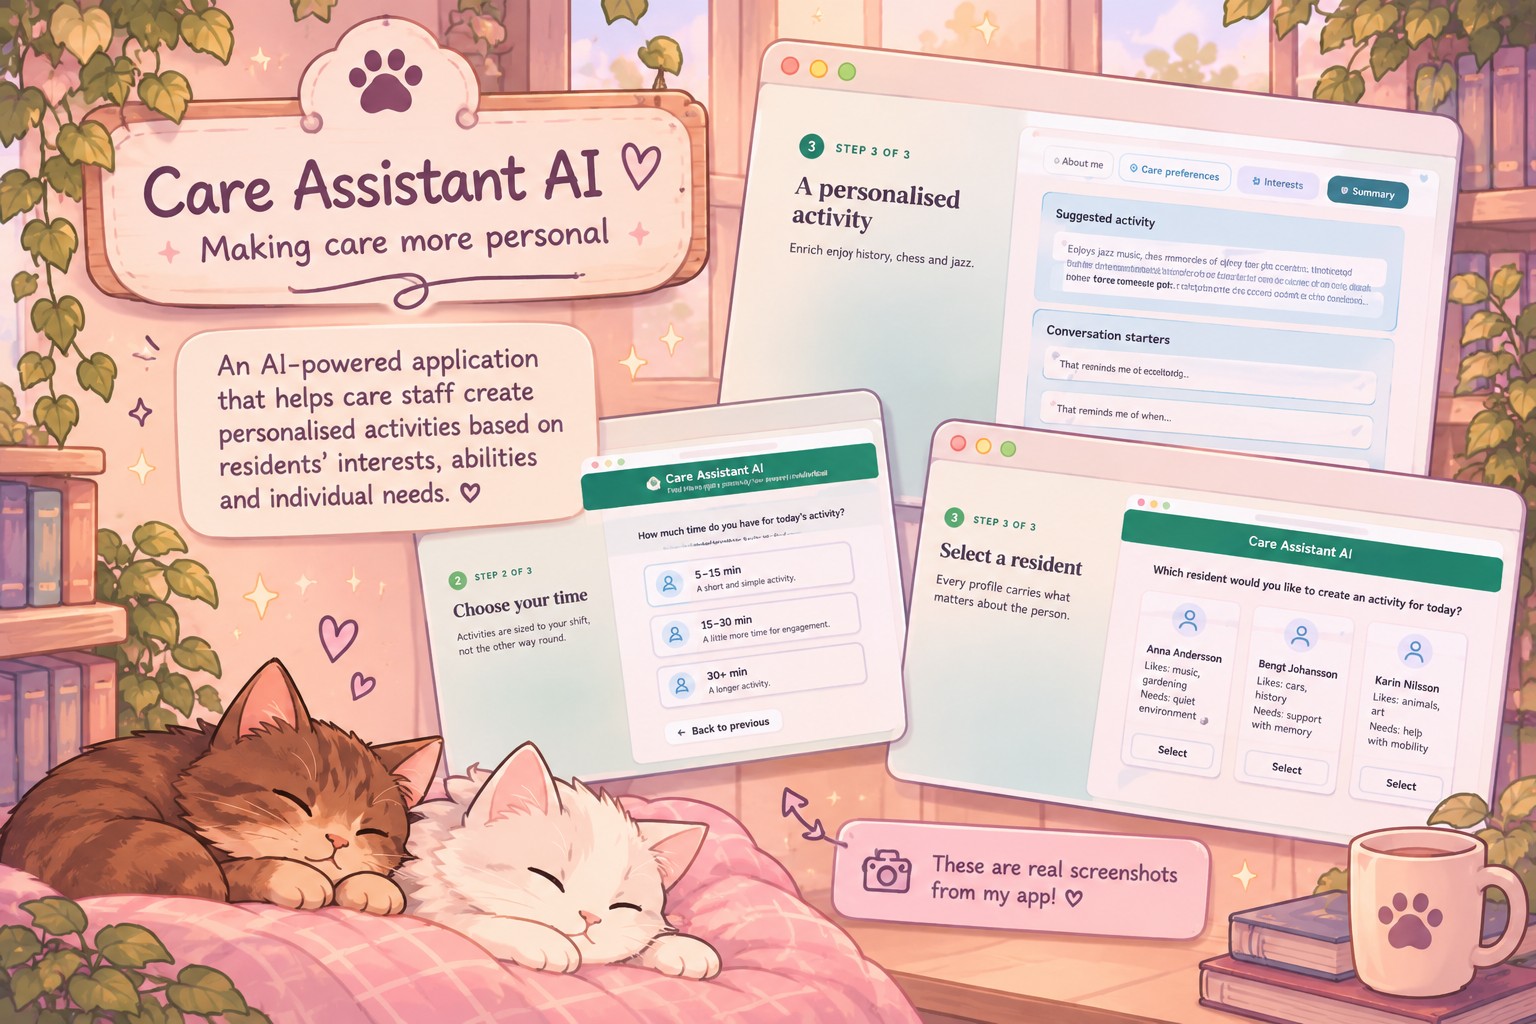 Care Assistant AI
Making care more personal
An AI-powered application
that helps care staff create
personalised activities based on
residents' interests, abilities
and individual needs.
3 STEP 3 OF 3
A personalised
activity
Enrich enjoy history, chess and jazz.
About me
Care preferences
Interests
Summary
Suggested activity
Enjoys jazz music,
Conversation starters
That reminds me of
That reminds me of when...
Care Assistant AI
How much time do you have for today's activity?
2 STEP 2 OF 3
Choose your time
Activities are sized to your shift,
not the other way round.
5–15 min
A short and simple activity.
15–30 min
A little more time for engagement.
30+ min
A longer activity.
← Back to previous
3 STEP 3 OF 3
Select a resident
Every profile carries what
matters about the person.
Care Assistant AI
Which resident would you like to create an activity for today?
Anna Andersson
Likes: music,
gardening
Needs: quiet
environment
Select
Bengt Johansson
Likes: cars,
history
Needs: support
with memory
Select
Karin Nilsson
Likes: animals,
art
Needs: help
with mobility
Select
These are real screenshots
from my app!